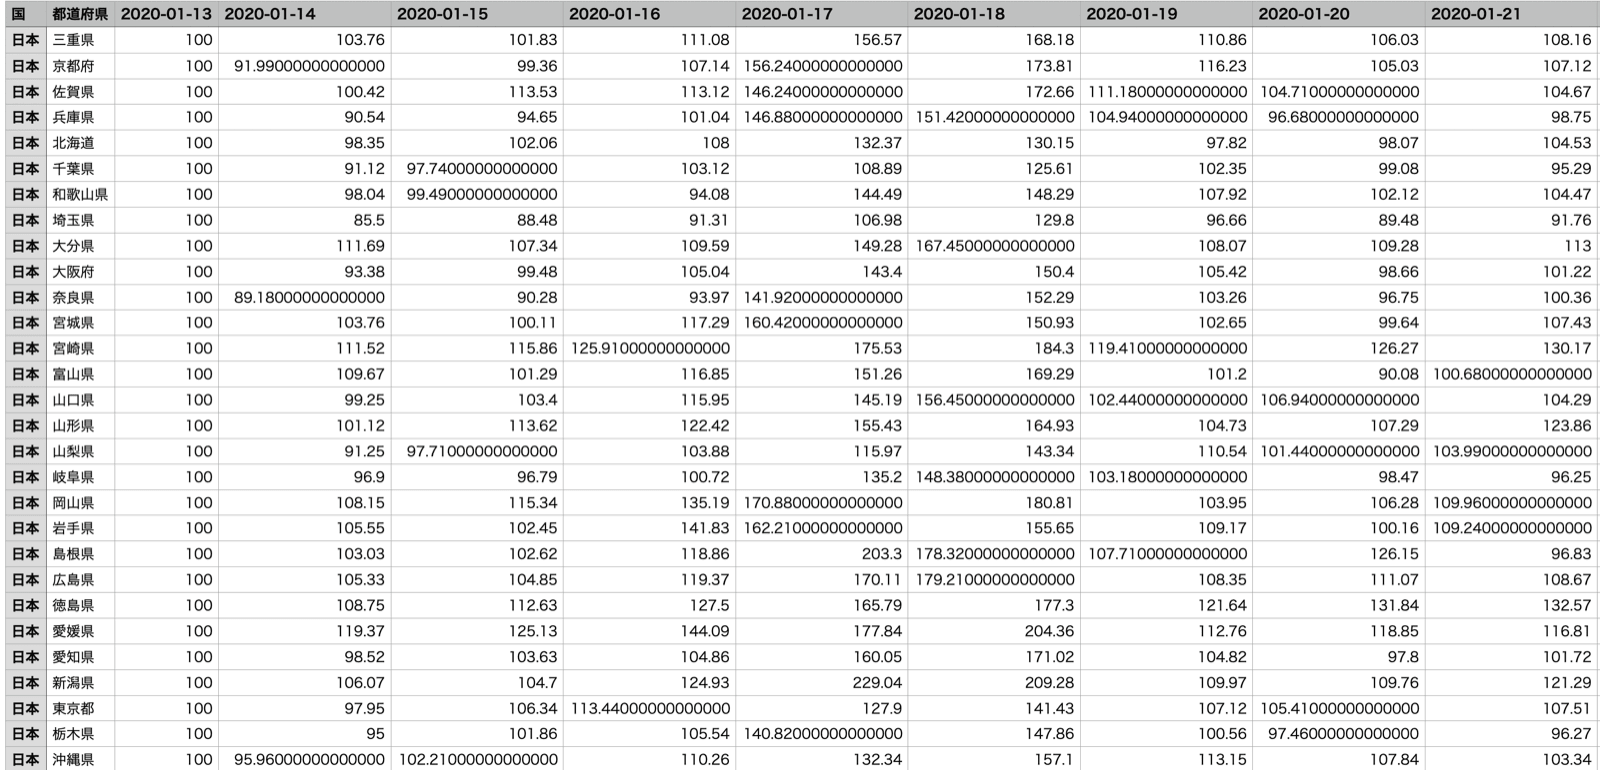 国 都道府県 2020-01-13 2020-01-14 2020-01-15 2020-01-16 2020-01-17 2020-01-18 2020-01-19 2020-01-20 2020-01-21
日本 三重県 100 103.76 101.83 111.08 156.57 168.18 110.86 106.03 108.16
日本 京都府 100 91.99000000000000 99.36 107.14 156.24000000000000 173.81 116.23 105.03 107.12
日本 佐賀県 100 100.42 113.53 113.12 146.24000000000000 172.66 111.18000000000000 104.71000000000000 104.67
日本 兵庫県 100 90.54 94.65 101.04 146.88000000000000 151.42000000000000 104.94000000000000 96.68000000000000 98.75
日本 北海道 100 98.35 102.06 108 132.37 130.15 97.82 98.07 104.53
日本 千葉県 100 91.12 97.74000000000000 103.12 108.89 125.61 102.35 99.08 95.29
日本 和歌山県 100 98.04 99.49000000000000 94.08 144.49 148.29 107.92 102.12 104.47
日本 埼玉県 100 85.5 88.48 91.31 106.98 129.8 96.66 89.48 91.76
日本 大分県 100 111.69 107.34 109.59 149.28 167.45000000000000 108.07 109.28 113
日本 大阪府 100 93.38 99.48 105.04 143.4 150.4 105.42 98.66 101.22
日本 奈良県 100 89.18000000000000 90.28 93.97 141.92000000000000 152.29 103.26 96.75 100.36
日本 宮城県 100 103.76 100.11 117.29 160.42000000000000 150.93 102.65 99.64 107.43
日本 宮崎県 100 111.52 115.86 125.91000000000000 175.53 184.3 119.41000000000000 126.27 130.17
日本 富山県 100 109.67 101.29 116.85 151.26 169.29 101.2 90.08 100.68000000000000
日本 山口県 100 99.25 103.4 115.95 145.19 156.45000000000000 102.44000000000000 106.94000000000000 104.29
日本 山形県 100 101.12 113.62 122.42 155.43 164.93 104.73 107.29 123.86
日本 山梨県 100 91.25 97.71000000000000 103.88 115.97 143.34 110.54 101.44000000000000 103.99000000000000
日本 岐阜県 100 96.9 96.79 100.72 135.2 148.38000000000000 103.18000000000000 98.47 96.25
日本 岡山県 100 108.15 115.34 135.19 170.88000000000000 180.81 103.95 106.28 109.96000000000000
日本 岩手県 100 105.55 102.45 141.83 162.21000000000000 155.65 109.17 100.16 109.24000000000000
日本 島根県 100 103.03 102.62 118.86 203.3 178.32000000000000 107.71000000000000 126.15 96.83
日本 広島県 100 105.33 104.85 119.37 170.11 179.21000000000000 108.35 111.07 108.67
日本 徳島県 100 108.75 112.63 127.5 165.79 177.3 121.64 131.84 132.57
日本 愛媛県 100 119.37 125.13 144.09 177.84 204.36 112.76 118.85 116.81
日本 愛知県 100 98.52 103.63 104.86 160.05 171.02 104.82 97.8 101.72
日本 新潟県 100 106.07 104.7 124.93 229.04 209.28 109.97 109.76 121.29
日本 東京都 100 97.95 106.34 113.44000000000000 127.9 141.43 107.12 105.41000000000000 107.51
日本 栃木県 100 95 101.86 105.54 140.82000000000000 147.86 100.56 97.46000000000000 96.27
日本 沖縄県 100 95.96000000000000 102.21000000000000 110.26 132.34 157.1 113.15 107.84 103.34